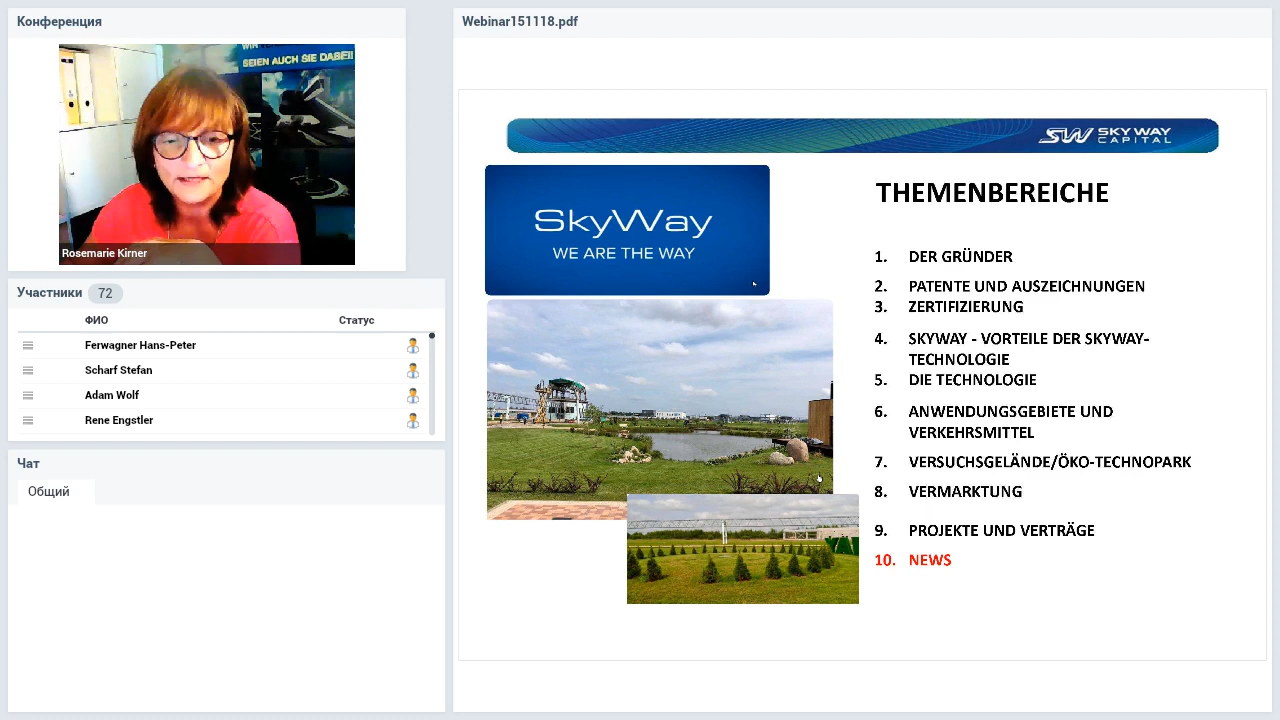 Конференция
WIR
SEIEN AUCH SIE DABEI!
Rosemarie Kirner
Участники 72
ФИО Статус
Ferwagner Hans-Peter
Scharf Stefan
Adam Wolf
Rene Engstler
Чат
Общий
Webinar151118.pdf
SW SKY WAY
CAPITAL
SkyWay
WE ARE THE WAY
THEMENBEREICHE
1. DER GRÜNDER
2. PATENTE UND AUSZEICHNUNGEN
3. ZERTIFIZIERUNG
4. SKYWAY - VORTEILE DER SKYWAY-
TECHNOLOGIE
5. DIE TECHNOLOGIE
6. ANWENDUNGSGEBIETE UND
VERKEHRSMITTEL
7. VERSUCHSGELÄNDE/ÖKO-TECHNOPARK
8. VERMARKTUNG
9. PROJEKTE UND VERTRÄGE
10. NEWS